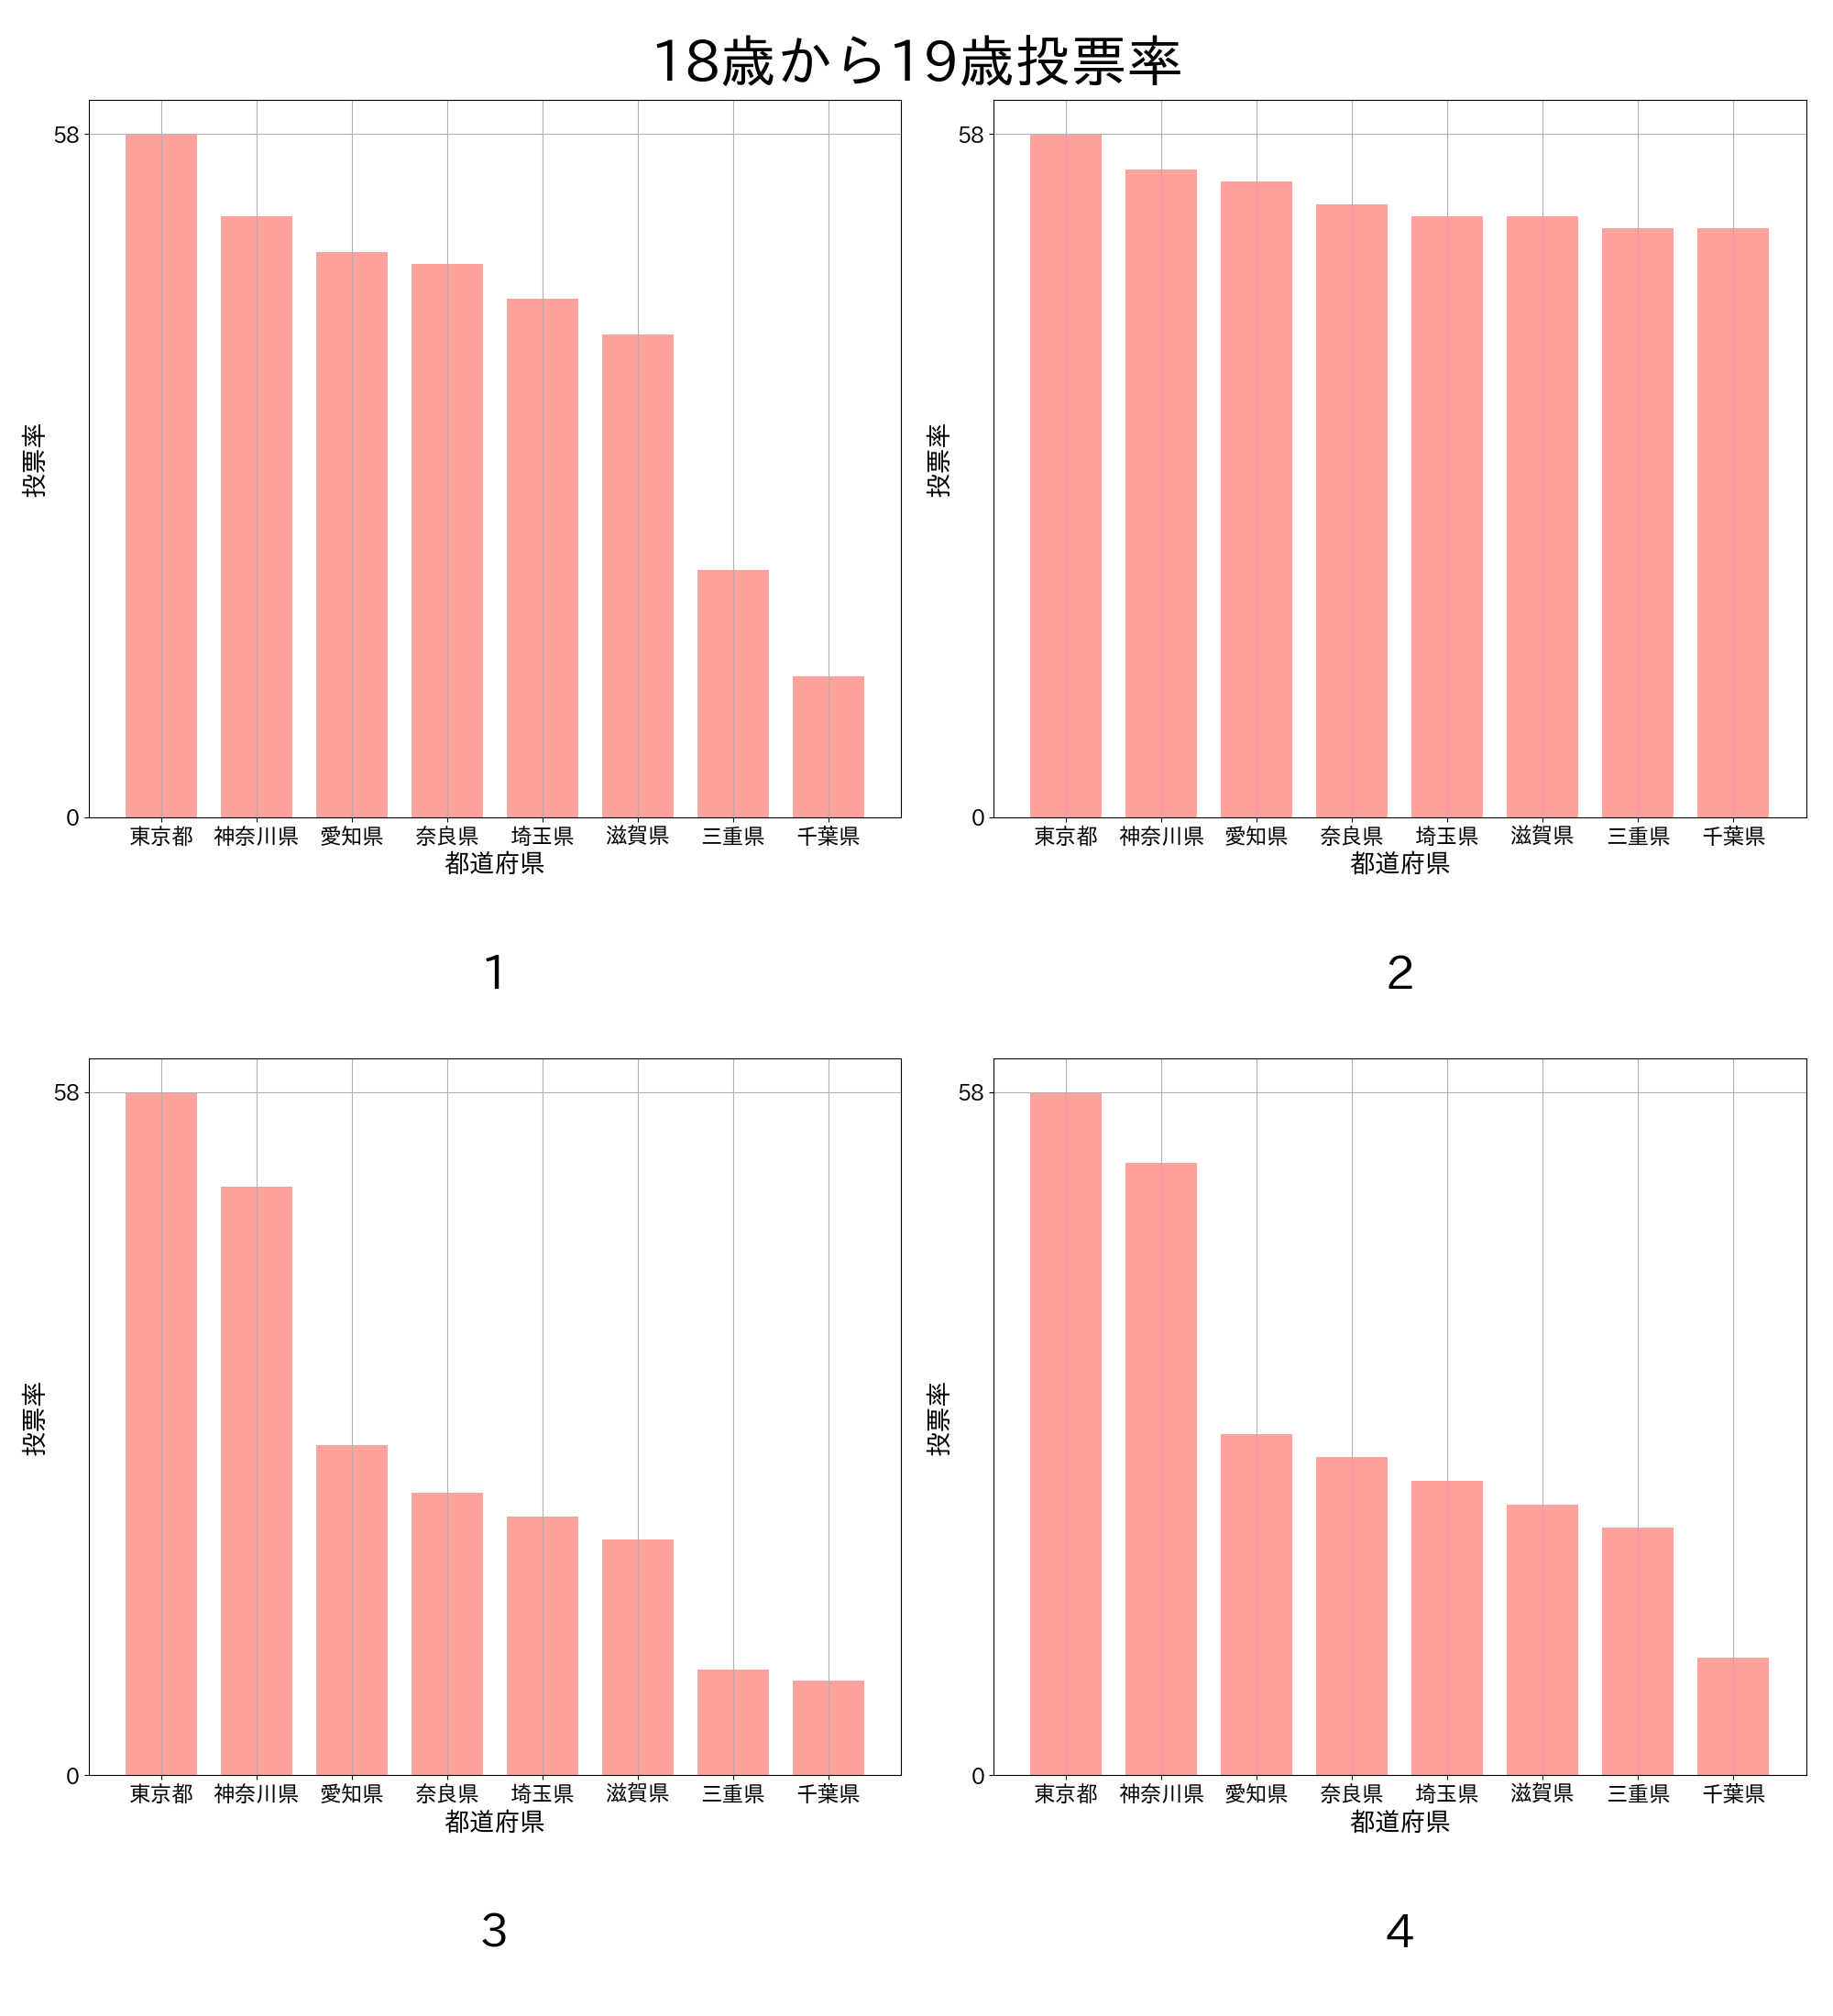 18歳から19歳投票率
58
0
投票率
東京都 神奈川県 愛知県 奈良県 埼玉県 滋賀県 三重県 千葉県
都道府県
1
58
0
投票率
東京都 神奈川県 愛知県 奈良県 埼玉県 滋賀県 三重県 千葉県
都道府県
2
58
0
投票率
東京都 神奈川県 愛知県 奈良県 埼玉県 滋賀県 三重県 千葉県
都道府県
3
58
0
投票率
東京都 神奈川県 愛知県 奈良県 埼玉県 滋賀県 三重県 千葉県
都道府県
4